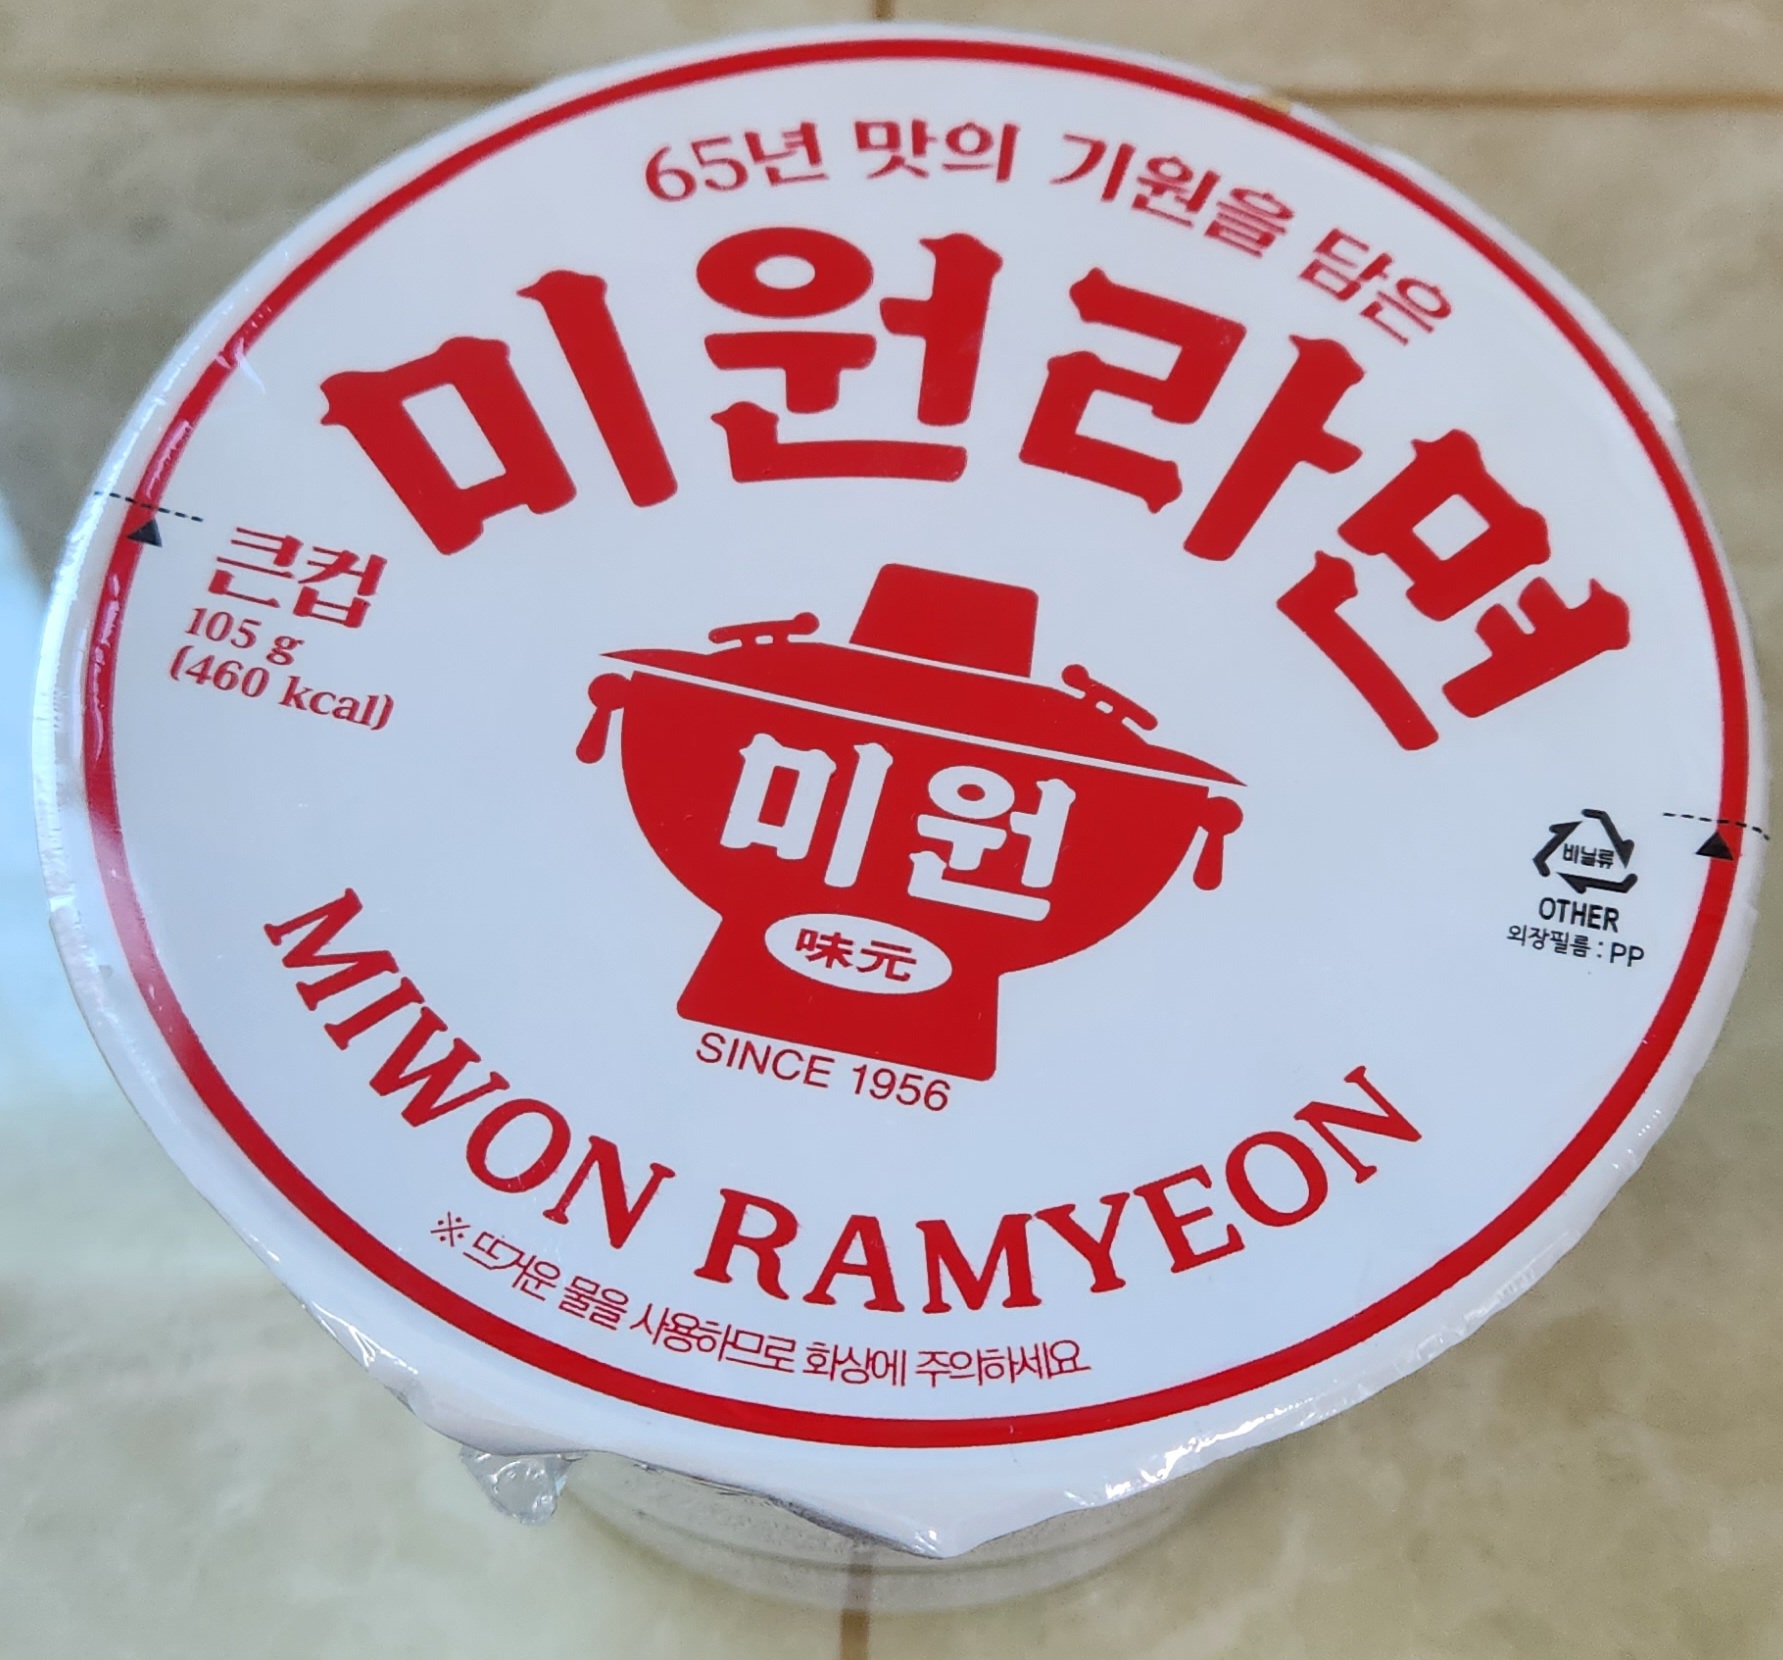 65년 맛의 기원을 담은
미원라면
큰컵
105 g
(460 kcal)
미원
味元
SINCE 1956
비닐류
OTHER
외장필름 : PP
MIWON RAMYEON
※ 뜨거운 물을 사용하므로 화상에 주의하세요